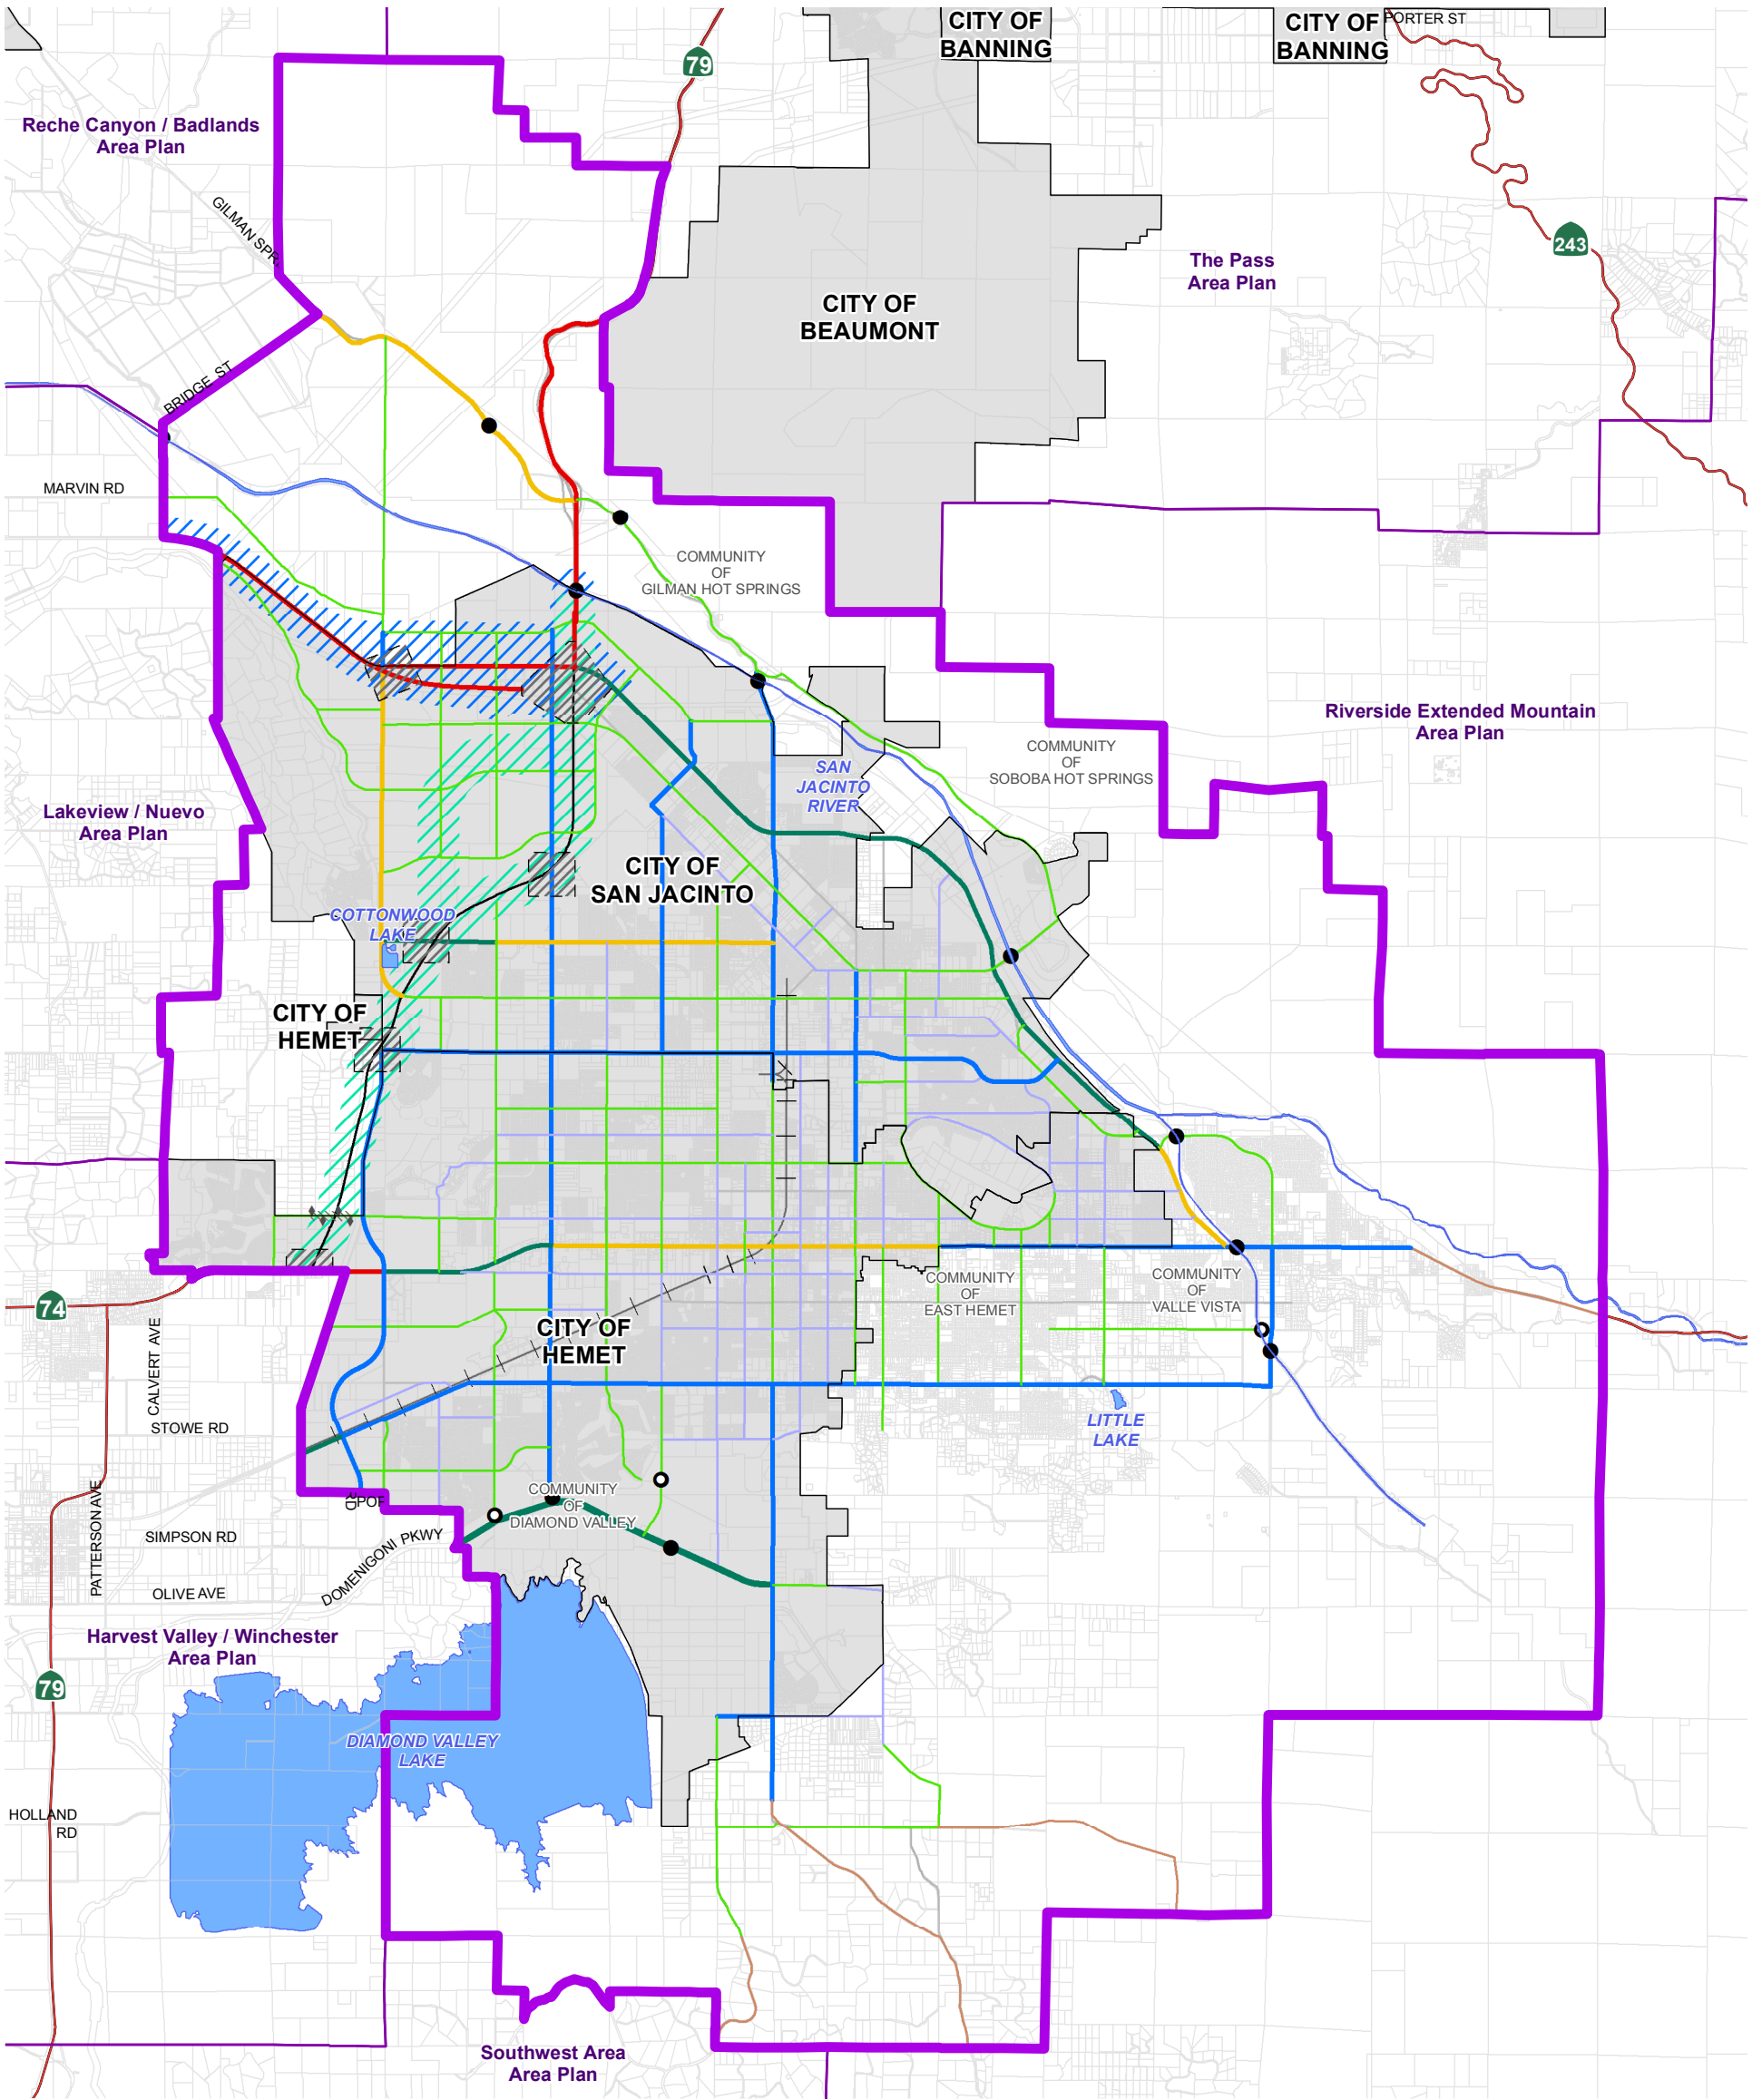 CITY OF
BANNING
CITY OF
BANNING
PORTER ST
79
Reche Canyon / Badlands
Area Plan
GILMAN SPR.
243
The Pass
Area Plan
CITY OF
BEAUMONT
BRIDGE ST
MARVIN RD
COMMUNITY
OF
GILMAN HOT SPRINGS
Riverside Extended Mountain
Area Plan
COMMUNITY
OF
SOBOBA HOT SPRINGS
SAN
JACINTO
RIVER
Lakeview / Nuevo
Area Plan
CITY OF
SAN JACINTO
COTTONWOOD
LAKE
CITY OF
HEMET
COMMUNITY
OF
EAST HEMET
COMMUNITY
OF
VALLE VISTA
74
CALVERT AVE
CITY OF
HEMET
STOWE RD
LITTLE
LAKE
PATTERSON AVE
RD
COMMUNITY
OF
DIAMOND VALLEY
SIMPSON RD
DOMENIGONI PKWY
OLIVE AVE
Harvest Valley / Winchester
Area Plan
79
DIAMOND VALLEY
LAKE
HOLLAND
RD
Southwest Area
Area Plan